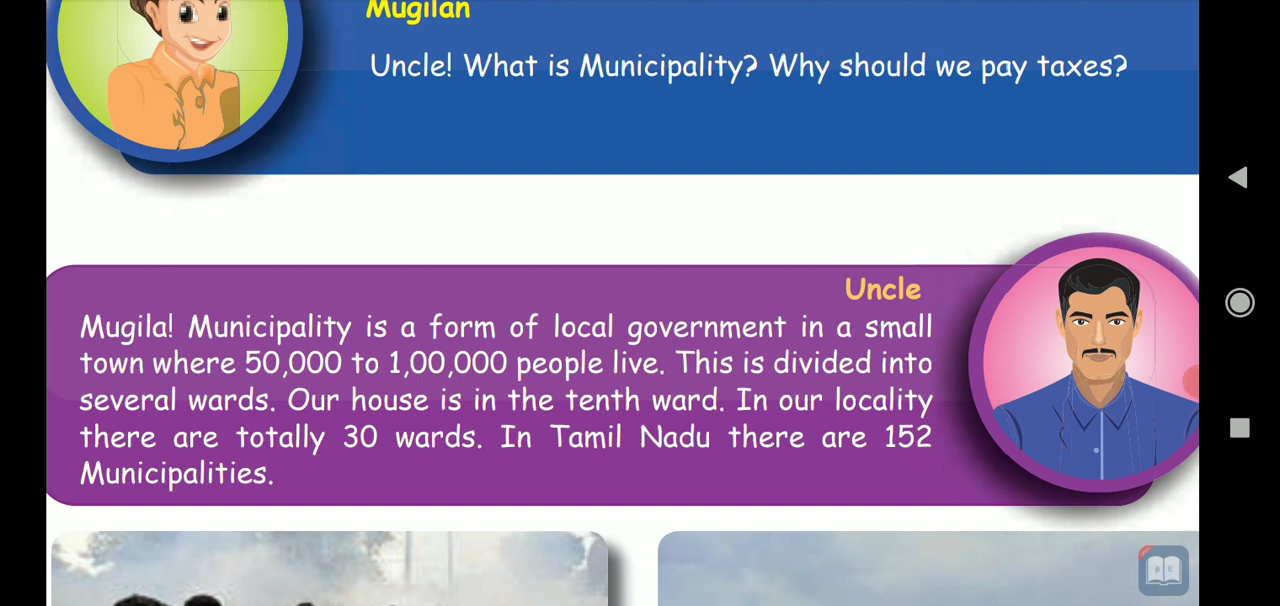 Mugilan
Uncle! What is Municipality? Why should we pay taxes?
Uncle
Mugila! Municipality is a form of local government in a small
town where 50,000 to 1,00,000 people live. This is divided into
several wards. Our house is in the tenth ward. In our locality
there are totally 30 wards. In Tamil Nadu there are 152
Municipalities.